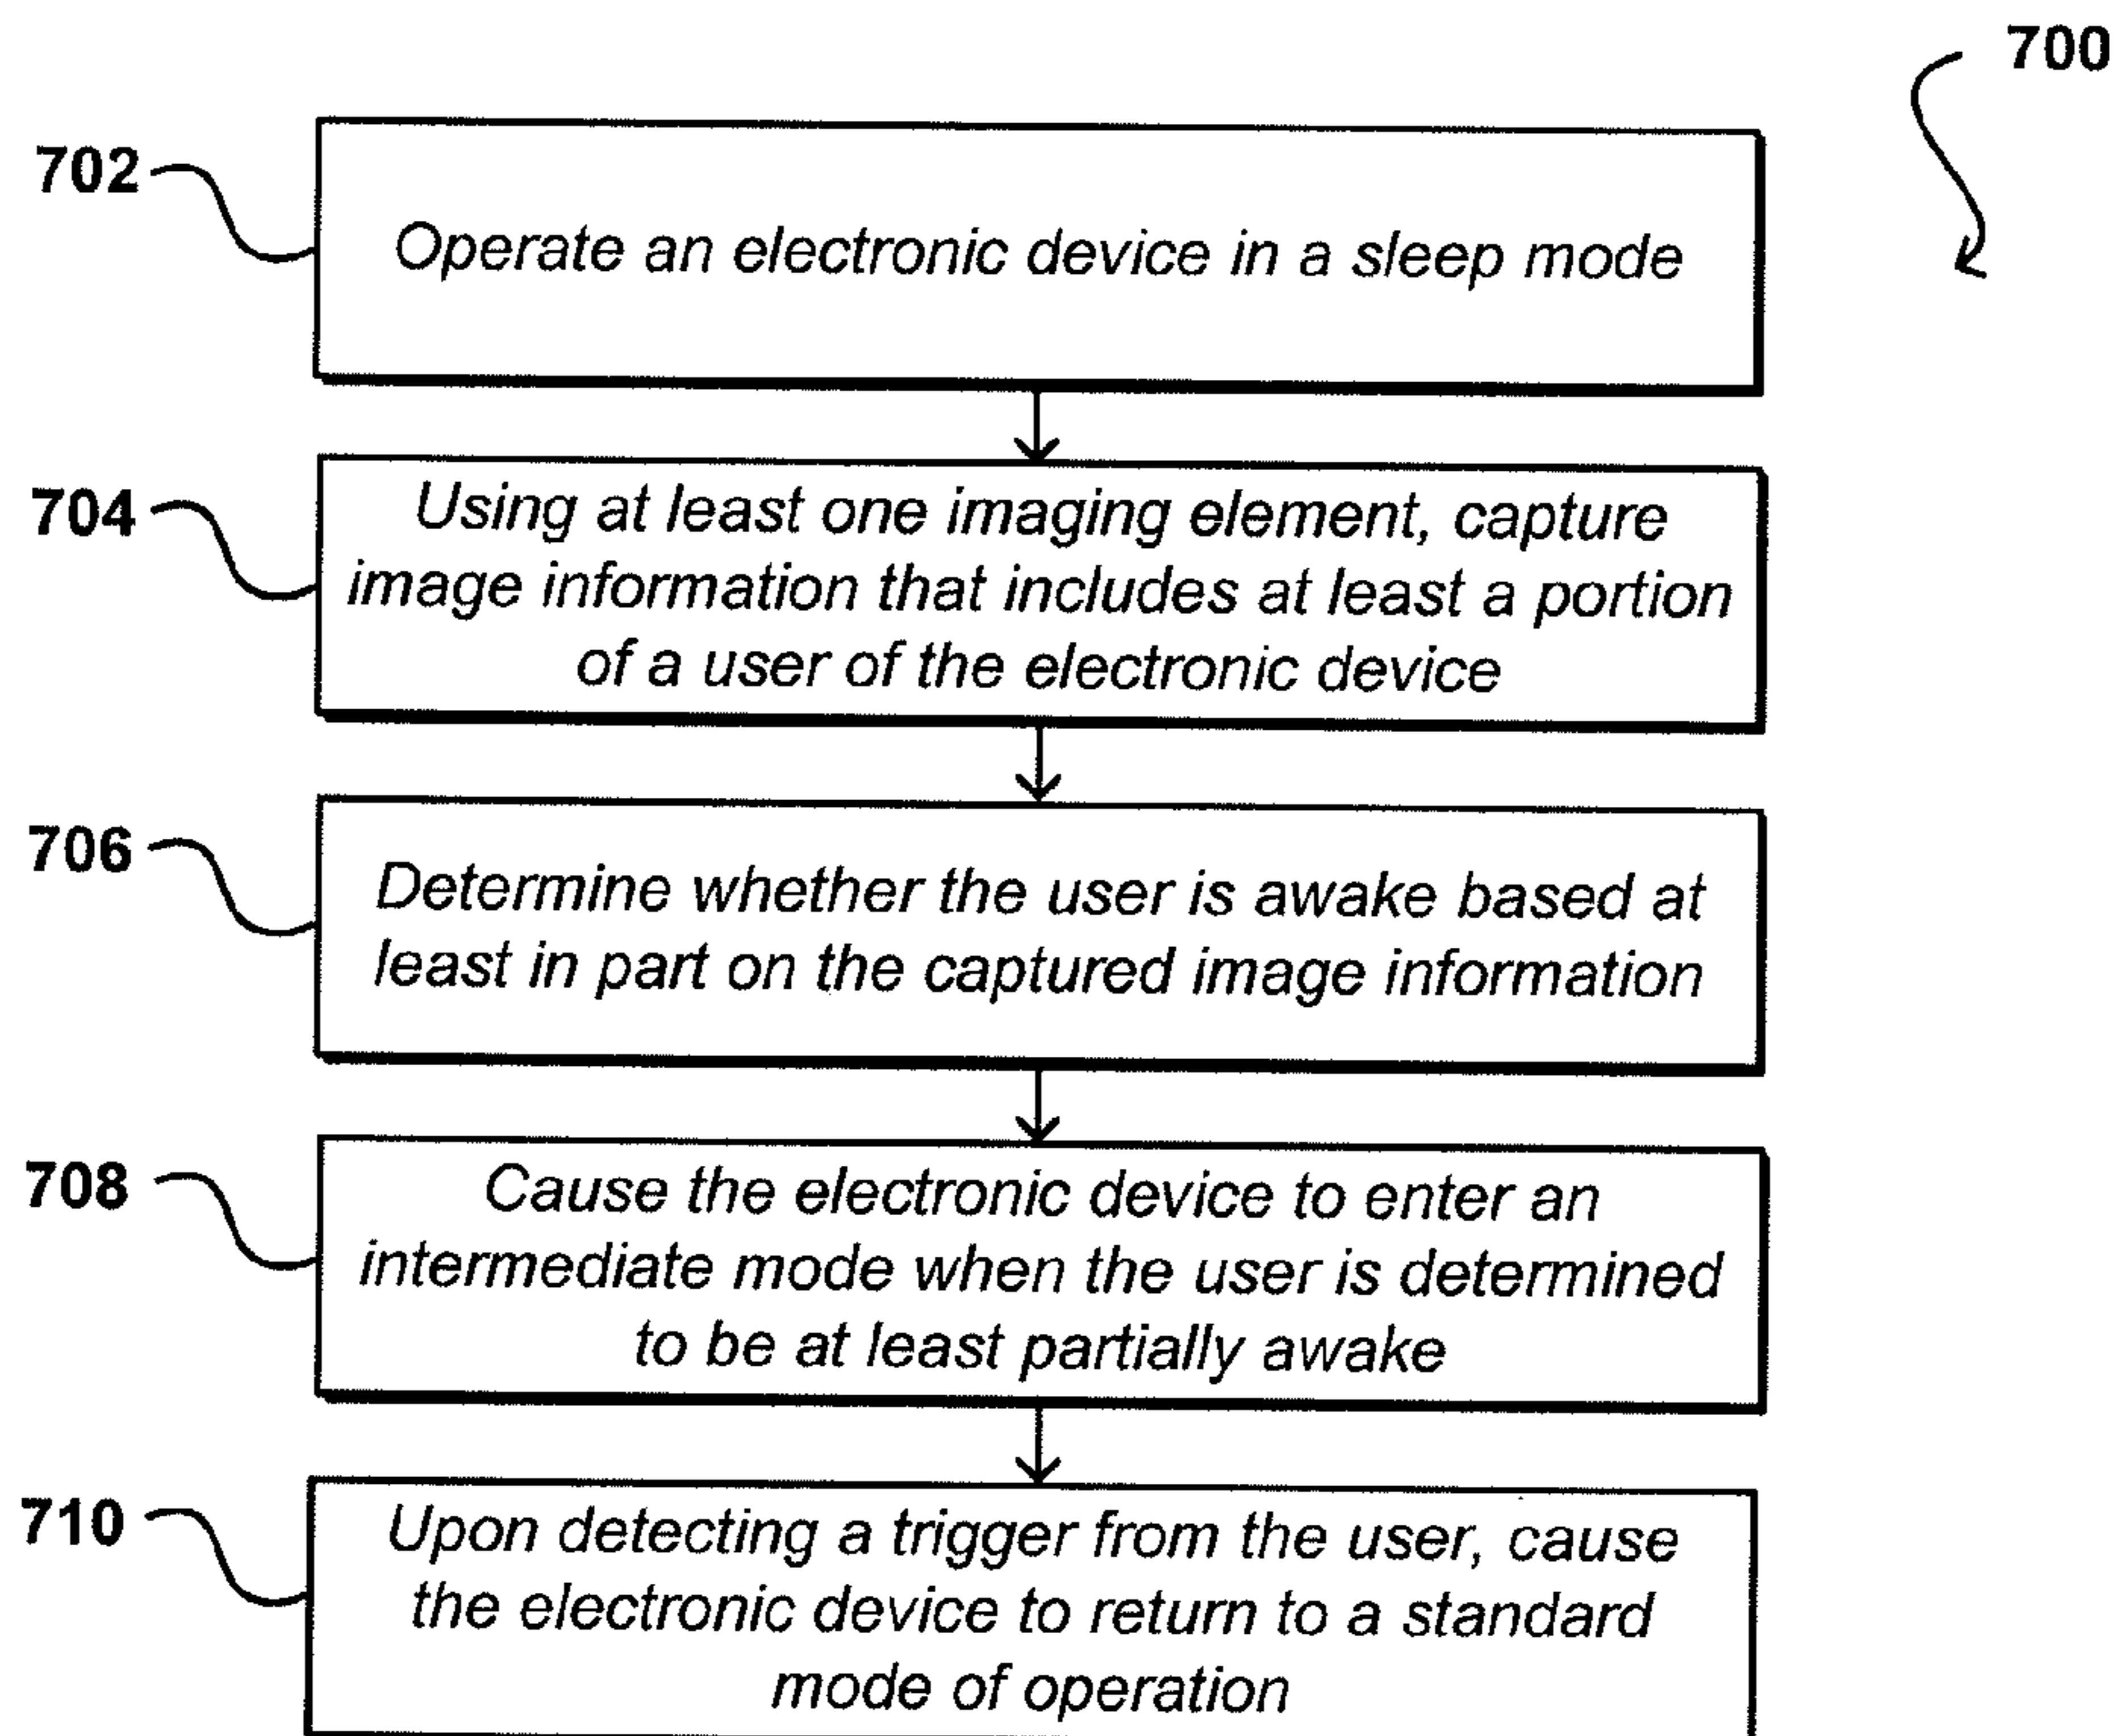 700
702
Operate an electronic device in a sleep mode
704
Using at least one imaging element, capture
image information that includes at least a portion
of a user of the electronic device
706
Determine whether the user is awake based at
least in part on the captured image information
708
Cause the electronic device to enter an
intermediate mode when the user is determined
to be at least partially awake
710
Upon detecting a trigger from the user, cause
the electronic device to return to a standard
mode of operation